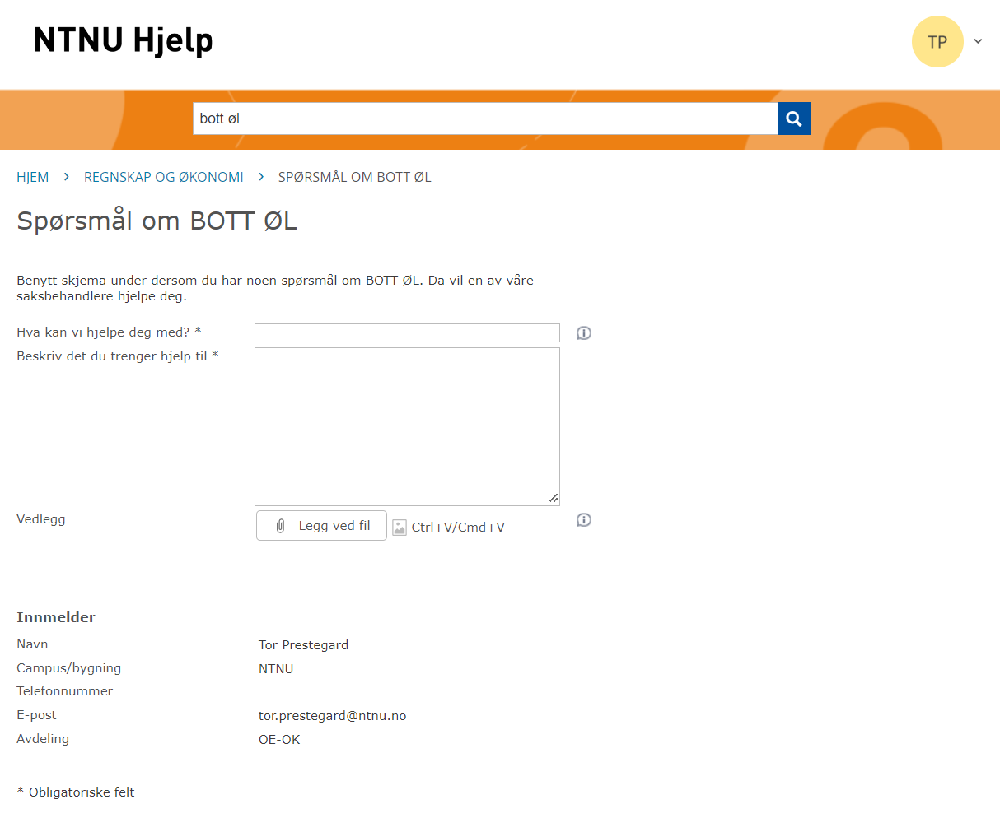 NTNU Hjelp
TP
bott øl
HJEM > REGNSKAP OG ØKONOMI > SPØRSMÅL OM BOTT ØL
Spørsmål om BOTT ØL
Benytt skjema under dersom du har noen spørsmål om BOTT ØL. Da vil en av våre
saksbehandlere hjelpe deg.
Hva kan vi hjelpe deg med? *
Beskriv det du trenger hjelp til *
Vedlegg
Legg ved fil Ctrl+V/Cmd+V
Innmelder
Navn Tor Prestegard
Campus/bygning NTNU
Telefonnummer
E-post tor.prestegard@ntnu.no
Avdeling OE-OK
* Obligatoriske felt